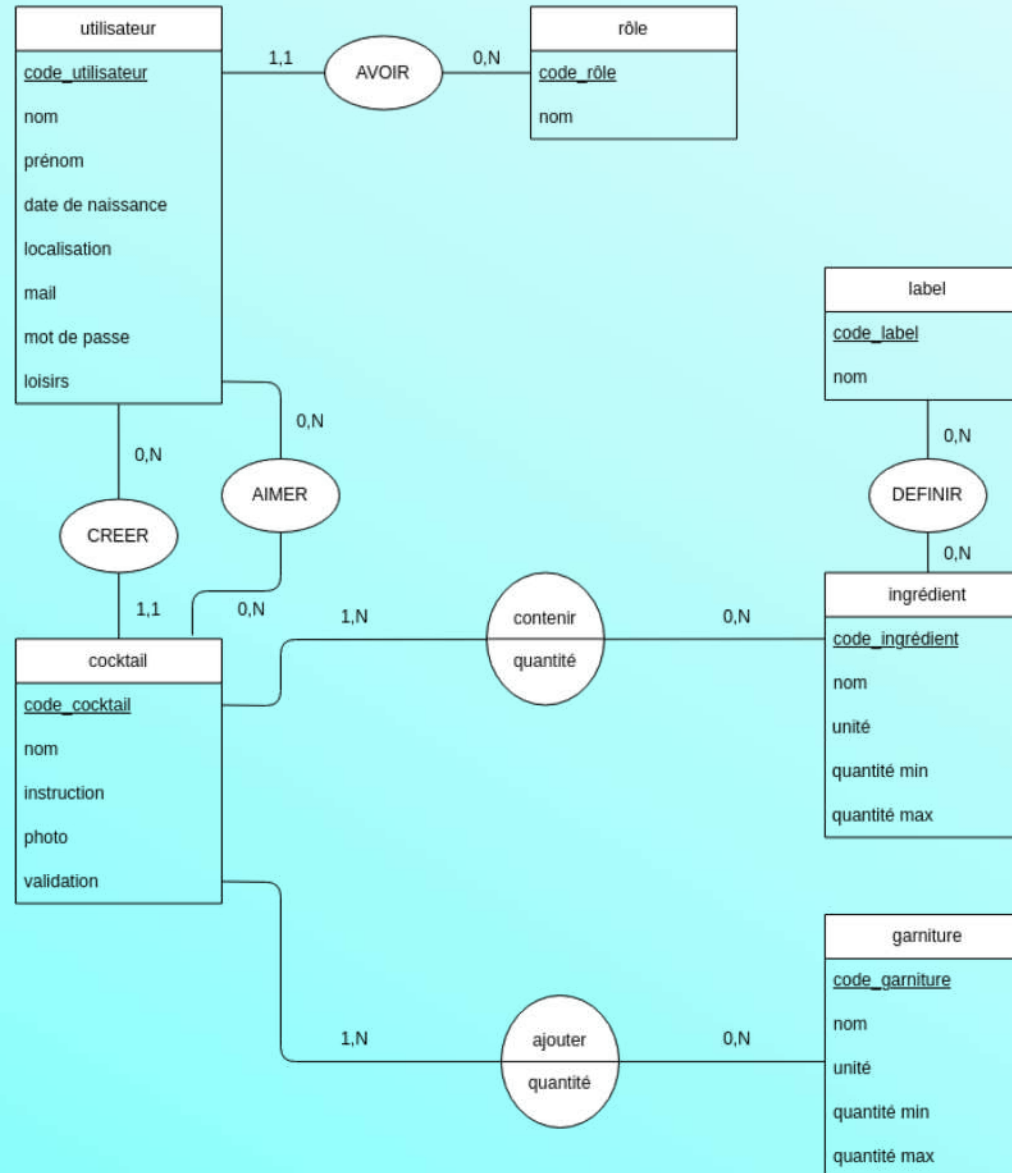 utilisateur
code_utilisateur
nom
prénom
date de naissance
localisation
mail
mot de passe
loisirs
1,1
AVOIR
0,N
rôle
code_rôle
nom
label
code_label
nom
0,N
DEFINIR
0,N
0,N
CREER
1,1
0,N
AIMER
0,N
cocktail
code_cocktail
nom
instruction
photo
validation
1,N
contenir
quantité
0,N
ingrédient
code_ingrédient
nom
unité
quantité min
quantité max
1,N
ajouter
quantité
0,N
garniture
code_garniture
nom
unité
quantité min
quantité max